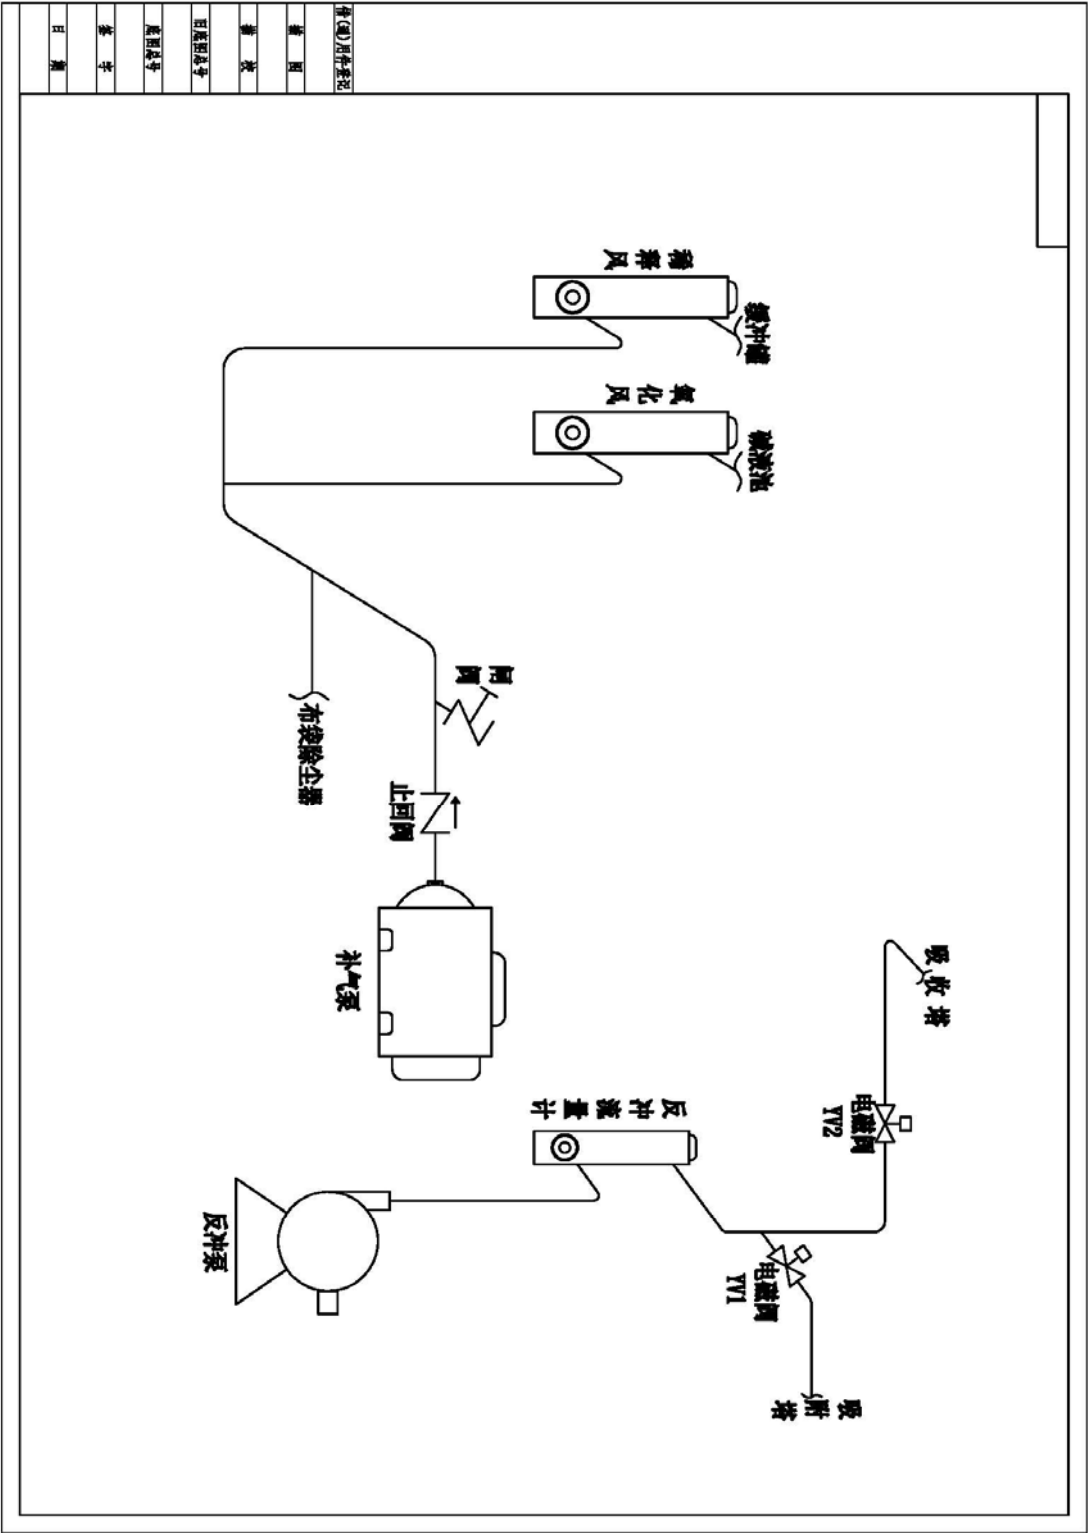 借(通)用件登记
描 图
描 校
旧底图总号
底图总号
签 字
日 期
稀释风
缓冲罐
氧化风
碱液池
闸阀
布袋除尘器
止回阀
补气泵
吸收塔
电磁阀
YV2
反冲流量计
反冲泵
电磁阀
YV1
吸附塔